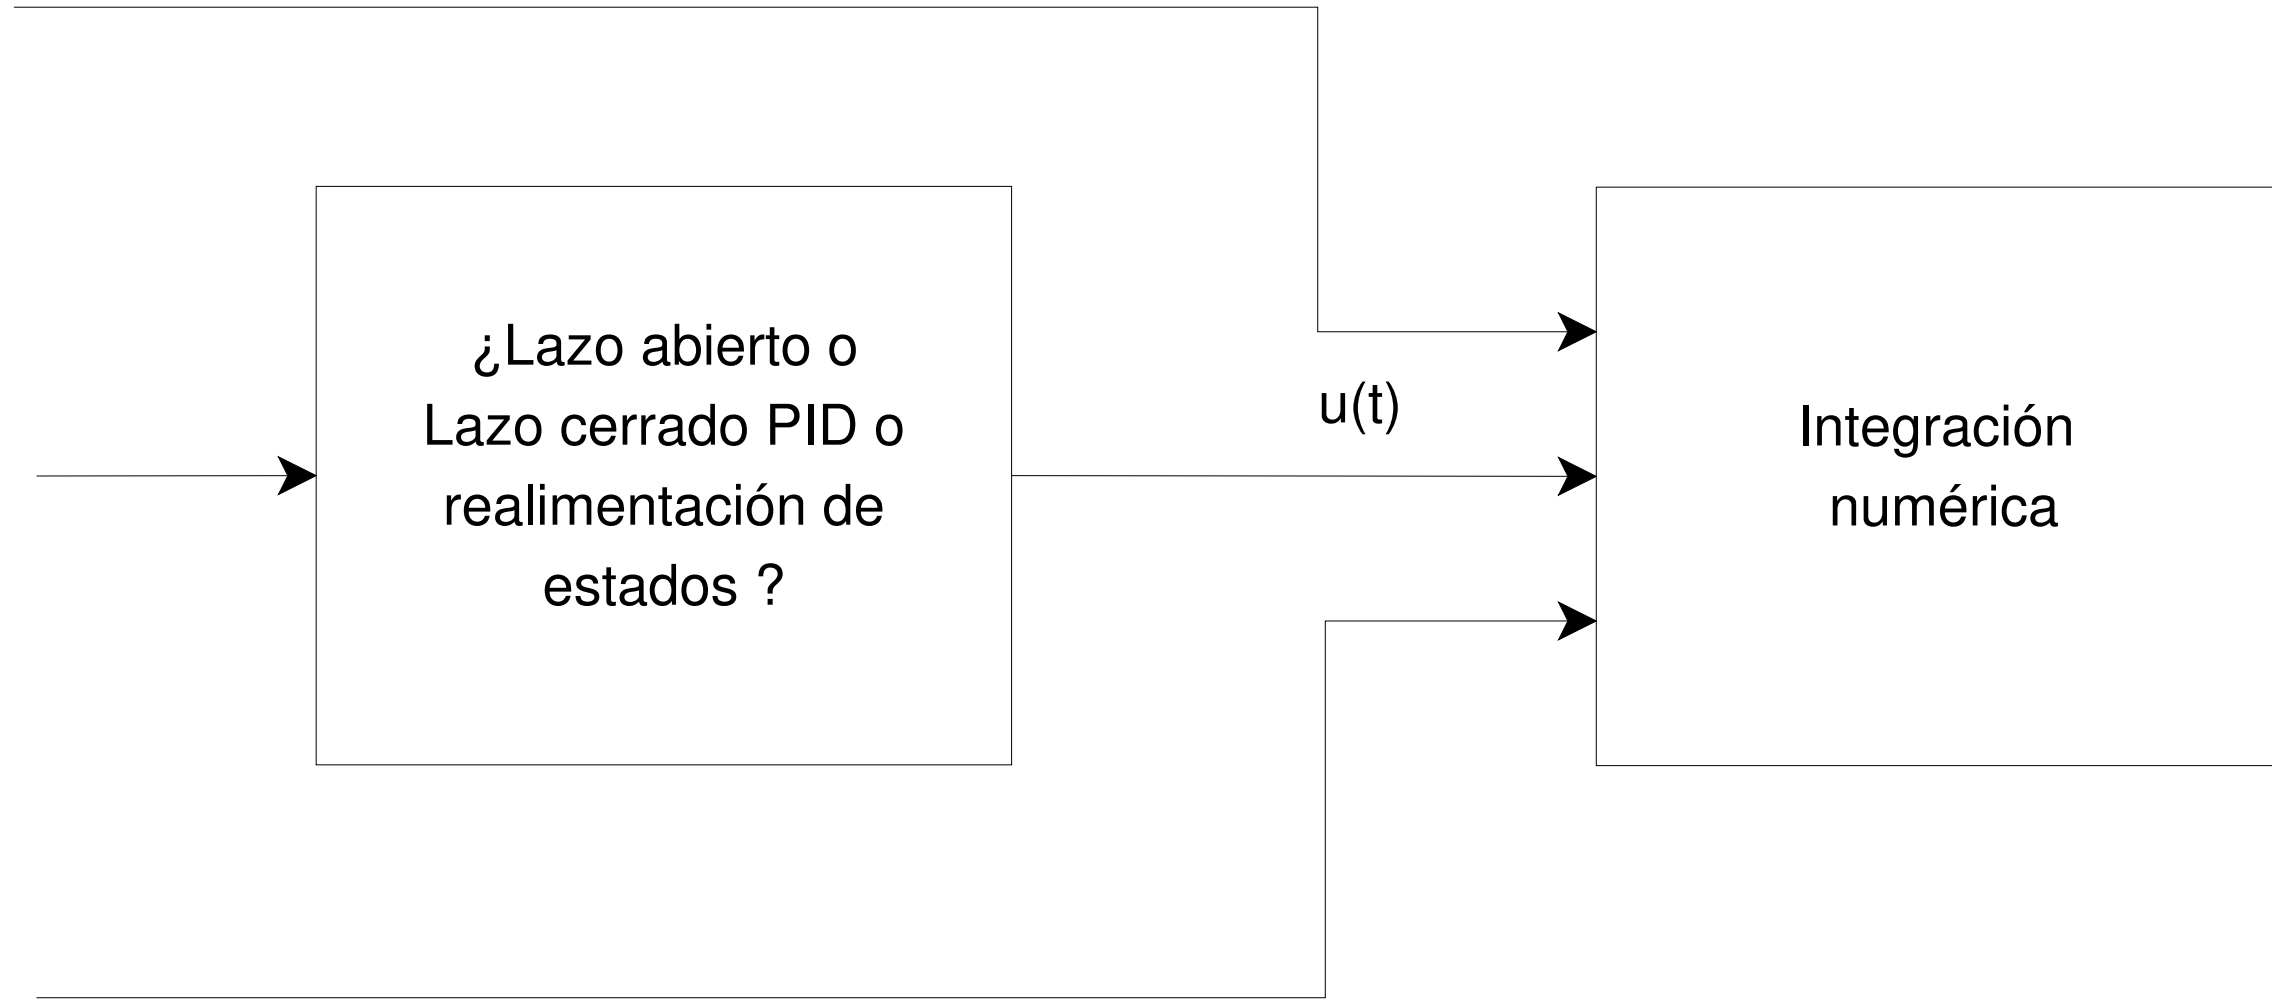 ¿Lazo abierto o
Lazo cerrado PID o
realimentación de
estados ?
u(t)
Integración
numérica